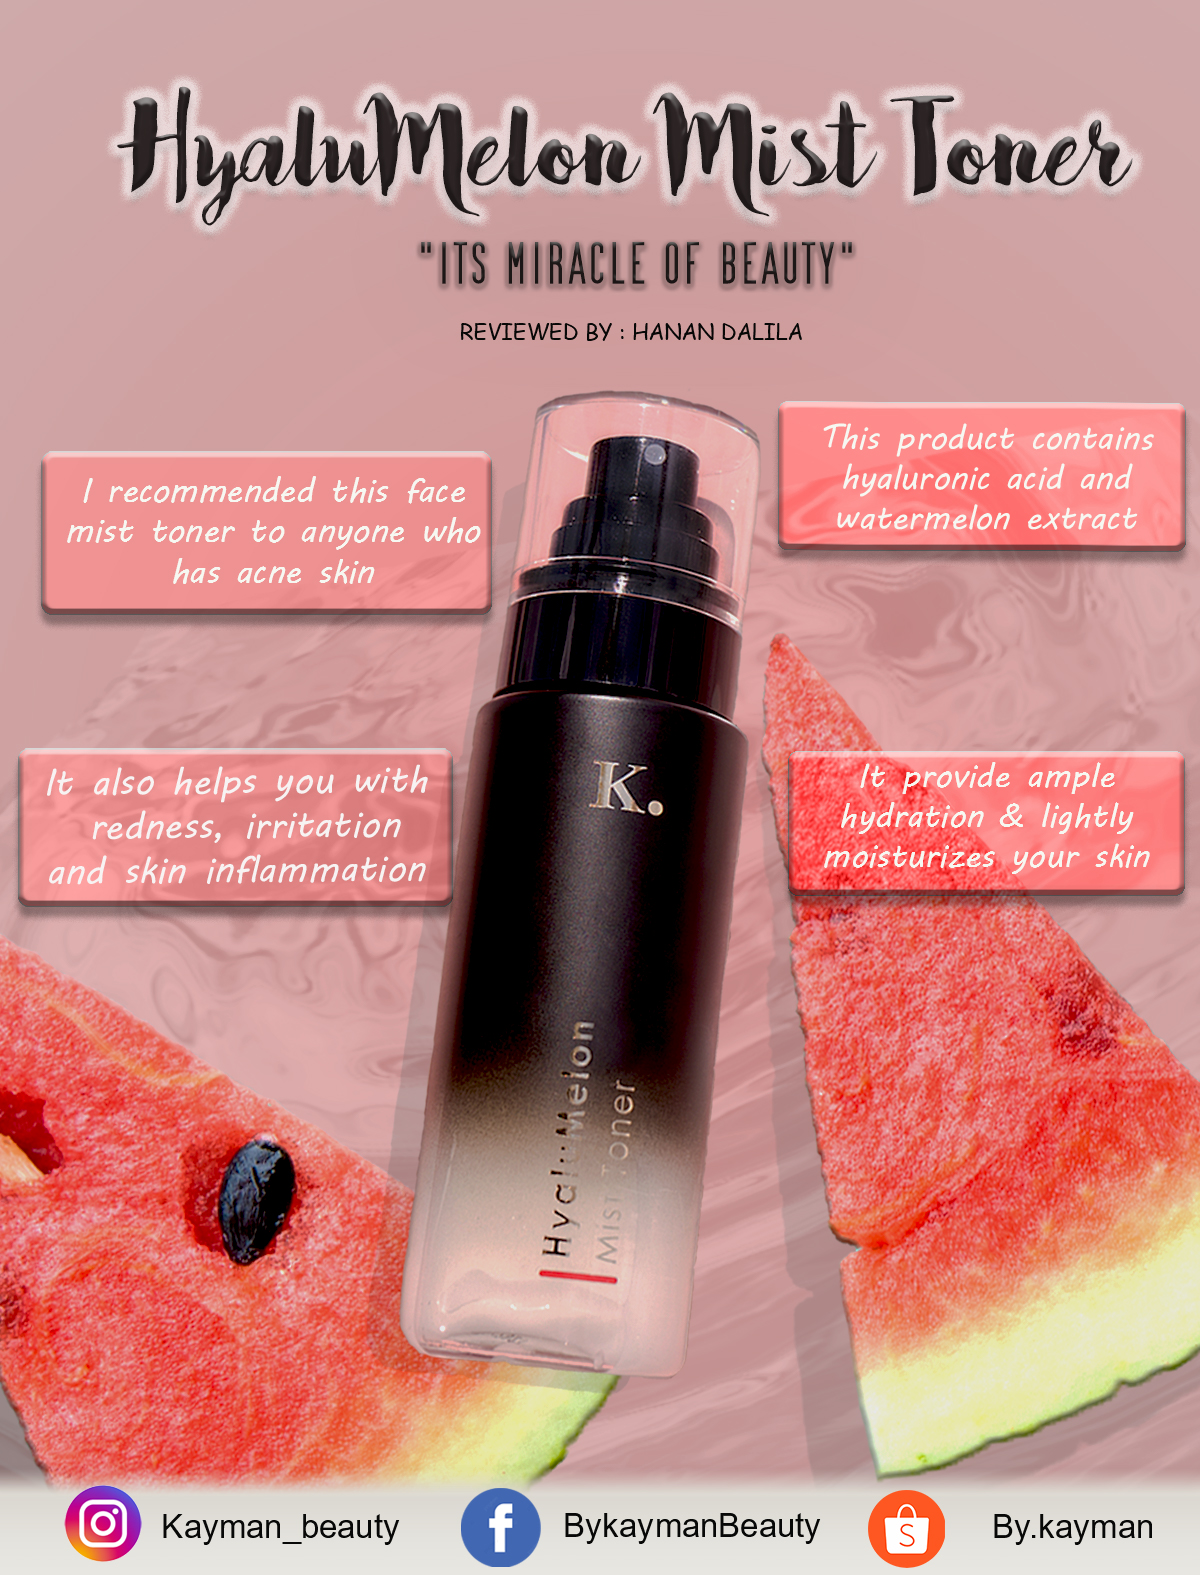 HyaluMelon Mist Toner
"ITS MIRACLE OF BEAUTY"
REVIEWED BY : HANAN DALILA
I recommended this face
mist toner to anyone who
has acne skin
This product contains
hyaluronic acid and
watermelon extract
It also helps you with
redness, irritation
and skin inflammation
It provide ample
hydration & lightly
moisturizes your skin
K.
HyaluMelon
Mist Toner
Kayman_beauty
BykaymanBeauty
S
By.kayman